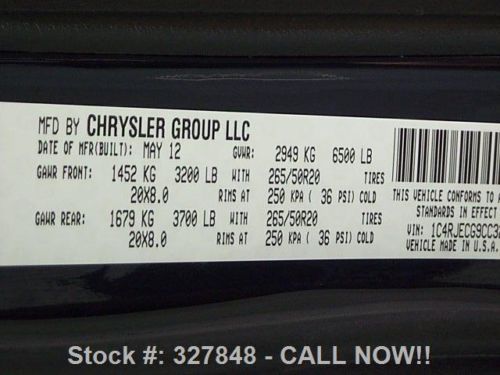 MFD BY CHRYSLER GROUP LLC
DATE OF MFR(BUILT): MAY 12 GVWR: 2949 KG 6500 LB
GAWR FRONT: 1452 KG 3200 LB WITH 265/50R20 TIRES
20X8.0 RIMS AT 250 KPA ( 36 PSI) COLD
GAWR REAR: 1679 KG 3700 LB WITH 265/50R20 TIRES
20X8.0 RIMS AT 250 KPA ( 36 PSI) COLD
THIS VEHICLE CONFORMS TO
STANDARDS IN EFFECT
VIN: 1C4RJECG9CC3
VEHICLE MADE IN U.S.A.
Stock #: 327848 - CALL NOW!!